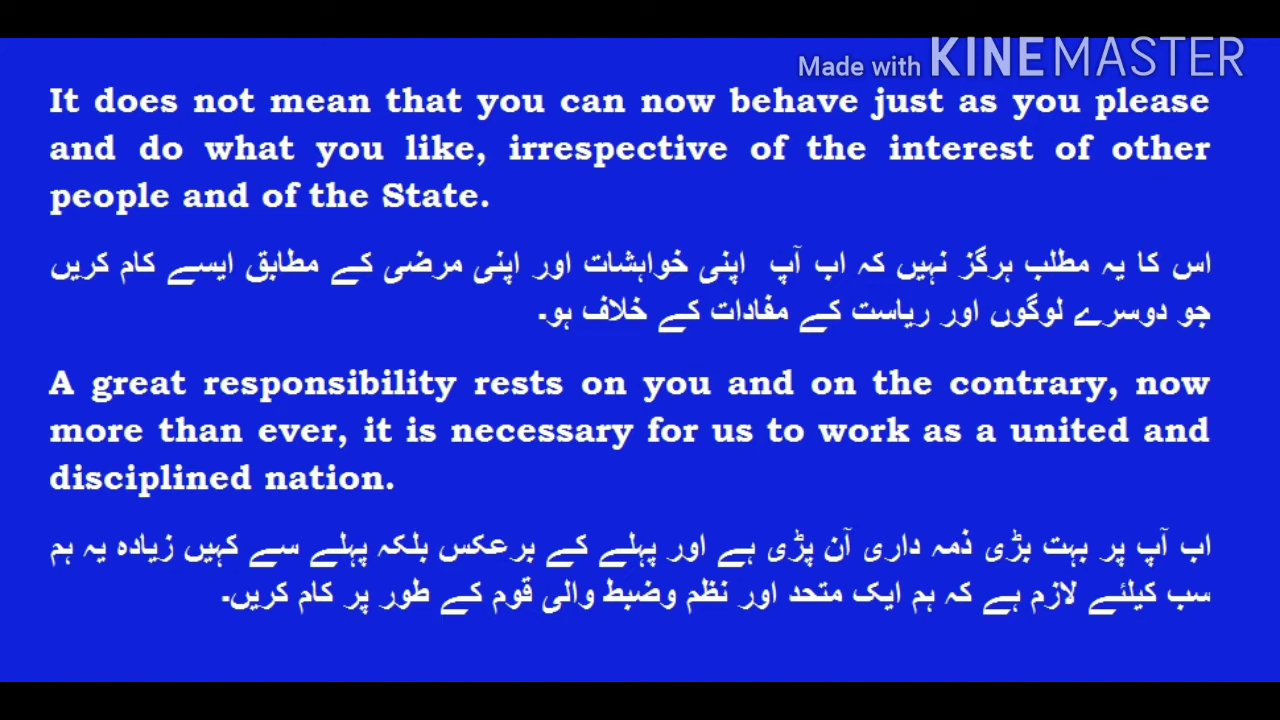 Made with KINEMASTER
It does not mean that you can now behave just as you please
and do what you like, irrespective of the interest of other
people and of the State.
اس کا یہ مطلب ہرگز نہیں کہ اب آپ اپنی خواہشات اور اپنی مرضی کے مطابق ایسے کام کریں
جو دوسرے لوگوں اور ریاست کے مفادات کے خلاف ہو۔
A great responsibility rests on you and on the contrary, now
more than ever, it is necessary for us to work as a united and
disciplined nation.
اب آپ پر بہت بڑی ذمہ داری آن پڑی ہے اور پہلے کے برعکس بلکہ پہلے سے کہیں زیادہ یہ ہم
سب کیلئے لازم ہے کہ ہم ایک متحد اور نظم وضبط والی قوم کے طور پر کام کریں۔